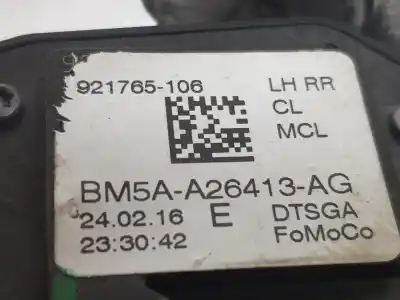 921765-106 LH RR
CL
MCL
BM5A-A26413-AG
24.02.16 E DTSGA
23:30:42 FoMoCo